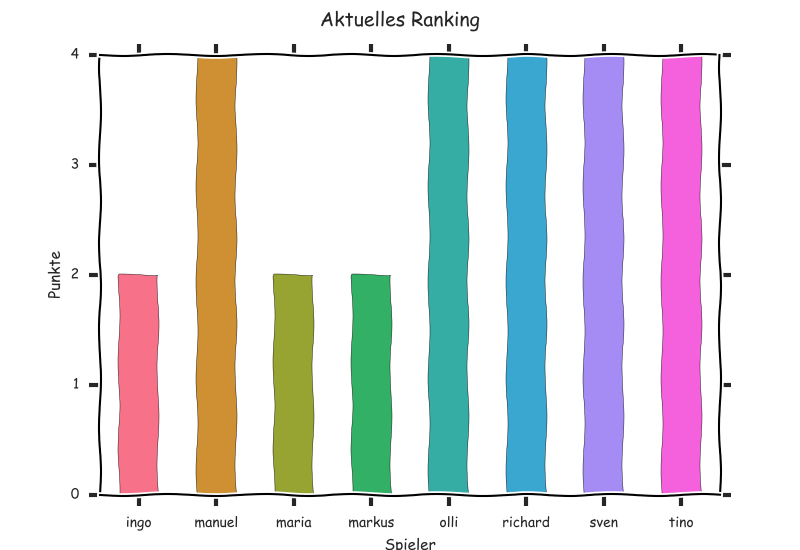 Aktuelles Ranking
4
3
2
1
0
Punkte
ingo manuel maria markus olli richard sven tino
Spieler